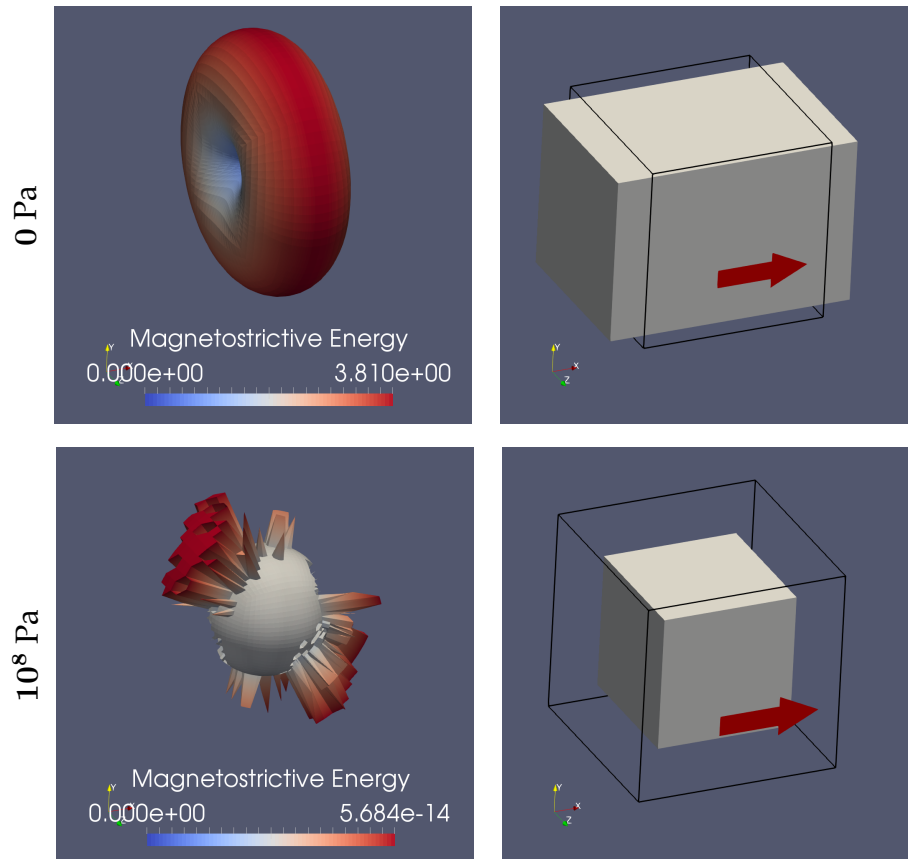 0 Pa
Magnetostrictive Energy
0.000e+00 3.810e+00
Y
X
Z
Y
X
Z
10⁸ Pa
Magnetostrictive Energy
0.000e+00 5.684e-14
Y
X
Z
Y
X
Z